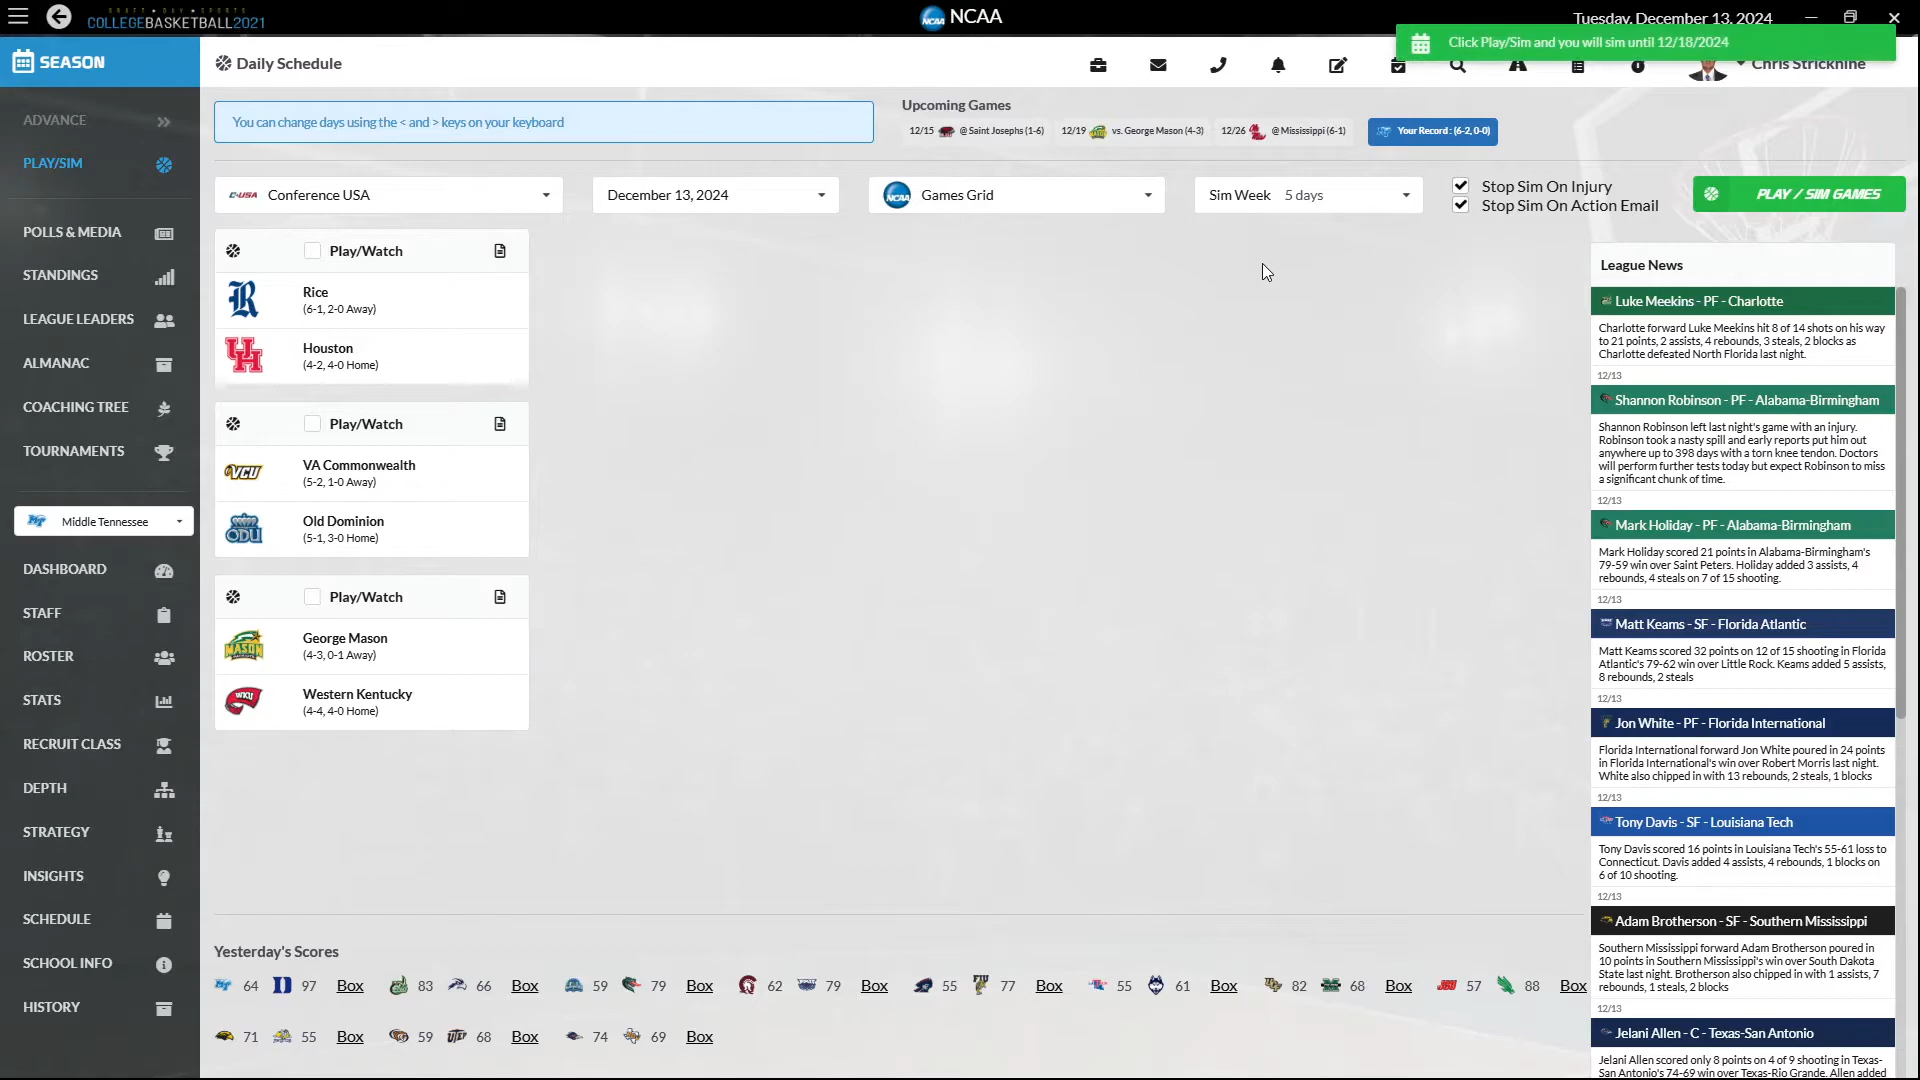 DRAFT • DAY • SPORTS
COLLEGEBASKETBALL2021
NCAA
Tuesday, December 13, 2024
Click Play/Sim and you will sim until 12/18/2024
SEASON
Daily Schedule
Chris Stricknine
ADVANCE
PLAY/SIM
POLLS & MEDIA
STANDINGS
LEAGUE LEADERS
ALMANAC
COACHING TREE
TOURNAMENTS
Middle Tennessee
DASHBOARD
STAFF
ROSTER
STATS
RECRUIT CLASS
DEPTH
STRATEGY
INSIGHTS
SCHEDULE
SCHOOL INFO
HISTORY
You can change days using the < and > keys on your keyboard
Upcoming Games
12/15 @ Saint Josephs (1-6) 12/19 vs. George Mason (4-3) 12/26 @ Mississippi (6-1) Your Record : (6-2, 0-0)
Conference USA December 13, 2024 Games Grid Sim Week 5 days
Stop Sim On Injury
Stop Sim On Action Email
PLAY / SIM GAMES
Play/Watch
Rice
(6-1, 2-0 Away)
Houston
(4-2, 4-0 Home)
Play/Watch
VA Commonwealth
(5-2, 1-0 Away)
Old Dominion
(5-1, 3-0 Home)
Play/Watch
George Mason
(4-3, 0-1 Away)
Western Kentucky
(4-4, 4-0 Home)
League News
Luke Meekins - PF - Charlotte
Charlotte forward Luke Meekins hit 8 of 14 shots on his way
to 21 points, 2 assists, 4 rebounds, 3 steals, 2 blocks as
Charlotte defeated North Florida last night.
12/13
Shannon Robinson - PF - Alabama-Birmingham
Shannon Robinson left last night's game with an injury.
Robinson took a nasty spill and early reports put him out
anywhere up to 398 days with a torn knee tendon. Doctors
will perform further tests today but expect Robinson to miss
a significant chunk of time.
12/13
Mark Holiday - PF - Alabama-Birmingham
Mark Holiday scored 21 points in Alabama-Birmingham's
79-59 win over Saint Peters. Holiday added 3 assists, 4
rebounds, 4 steals on 7 of 15 shooting.
12/13
Matt Keams - SF - Florida Atlantic
Matt Keams scored 32 points on 12 of 15 shooting in Florida
Atlantic's 79-62 win over Little Rock. Keams added 5 assists,
8 rebounds, 2 steals
12/13
Jon White - PF - Florida International
Florida International forward Jon White poured in 24 points
in Florida International's win over Robert Morris last night.
White also chipped in with 13 rebounds, 2 steals, 1 blocks
12/13
Tony Davis - SF - Louisiana Tech
Tony Davis scored 16 points in Louisiana Tech's 55-61 loss to
Connecticut. Davis added 4 assists, 4 rebounds, 1 blocks on
6 of 10 shooting.
12/13
Adam Brotherson - SF - Southern Mississippi
Southern Mississippi forward Adam Brotherson poured in
10 points in Southern Mississippi's win over South Dakota
State last night. Brotherson also chipped in with 1 assists, 7
rebounds, 1 steals, 2 blocks
12/13
Jelani Allen - C - Texas-San Antonio
Jelani Allen scored only 8 points on 4 of 9 shooting in Texas-
San Antonio's 74-69 win over Texas-Rio Grande. Allen added
Yesterday's Scores
64 97 Box 83 66 Box 59 79 Box 62 79 Box 55 77 Box 55 61 Box 82 68 Box 57 88 Box
71 55 Box 59 68 Box 74 69 Box